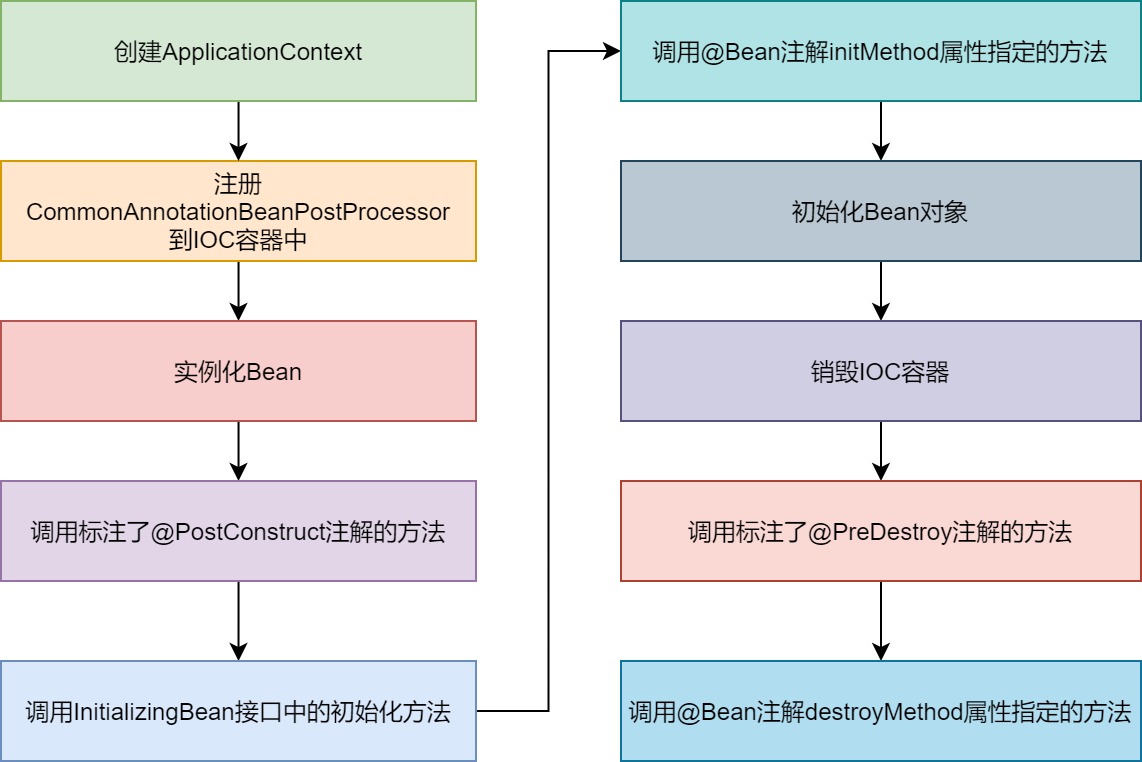 创建ApplicationContext
注册
CommonAnnotationBeanPostProcessor
到IOC容器中
实例化Bean
调用标注了@PostConstruct注解的方法
调用InitializingBean接口中的初始化方法
调用@Bean注解initMethod属性指定的方法
初始化Bean对象
销毁IOC容器
调用标注了@PreDestroy注解的方法
调用@Bean注解destroyMethod属性指定的方法